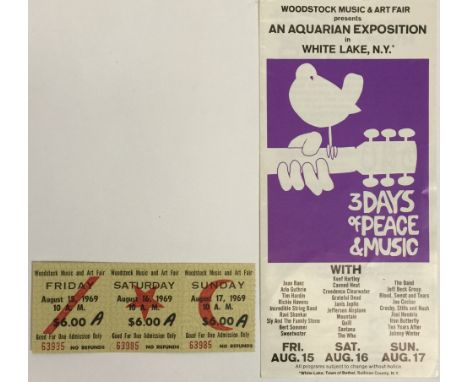 WOODSTOCK MUSIC & ART FAIR
presents
AN AQUARIAN EXPOSITION
in
WHITE LAKE, N.Y.*
3 DAYS
of PEACE
& MUSIC
WITH
Joan Baez
Arlo Guthrie
Tim Hardin
Richie Havens
Incredible String Band
Ravi Shankar
Sly And The Family Stone
Bert Sommer
Sweetwater
Keef Hartley
Canned Heat
Creedence Clearwater
Grateful Dead
Janis Joplin
Jefferson Airplane
Mountain
Quill
Santana
The Who
The Band
Jeff Beck Group
Blood, Sweat and Tears
Joe Cocker
Crosby, Stills and Nash
Jimi Hendrix
Iron Butterfly
Ten Years After
Johnny Winter
FRI.
AUG. 15
SAT.
AUG. 16
SUN.
AUG. 17
All programs subject to change without notice.
*White Lake, Town of Bethel, Sullivan County, N.Y.
Woodstock Music and Art Fair
FRIDAY
August 15, 1969
10 A. M.
$6.00 A
Good For One Admission Only
63985 NO REFUNDS
Woodstock Music and Art Fair
SATURDAY
August 16, 1969
10 A. M.
$6.00 A
Good For One Admission Only
63985 NO REFUNDS
Woodstock Music and Art Fair
SUNDAY
August 17, 1969
10 A. M.
$6.00 A
Good For One Admission Only
63985 NO REFUNDS